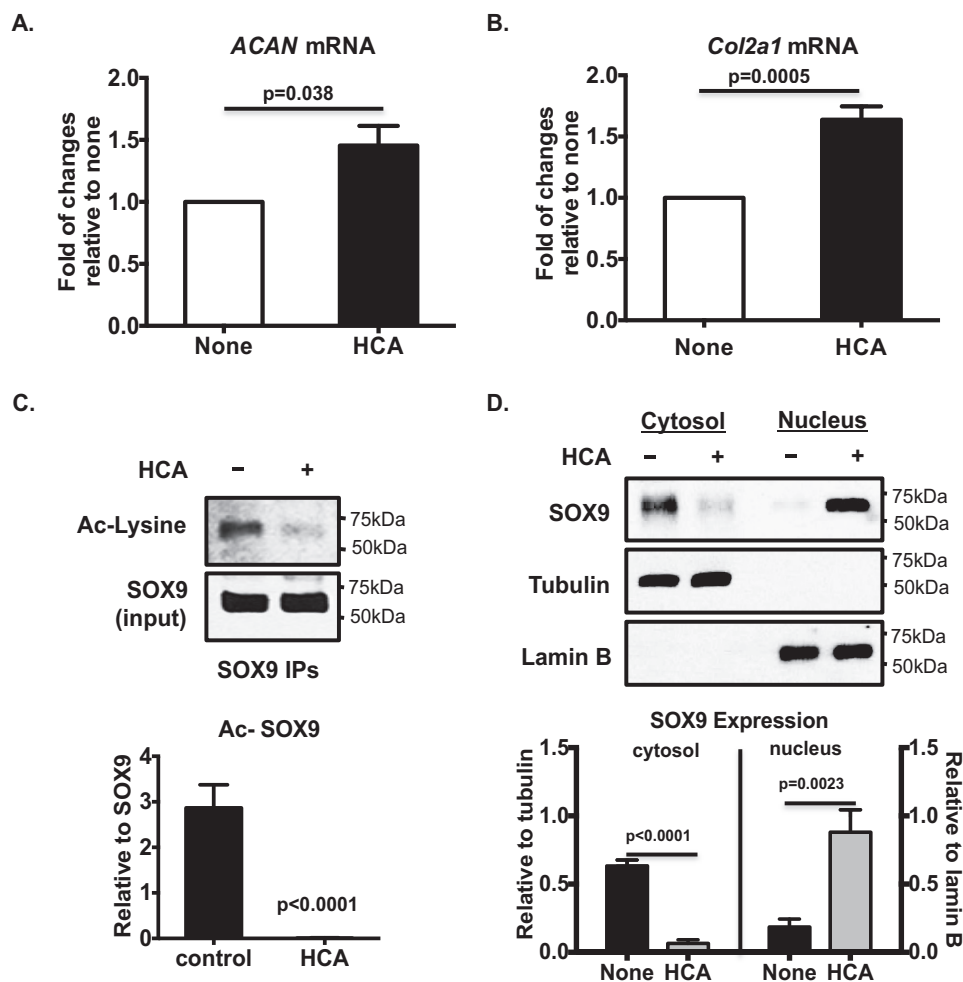 A.
ACAN mRNA
p=0.038
Fold of changes
relative to none
2.0
1.5
1.0
0.5
0.0
None HCA
B.
Col2a1 mRNA
p=0.0005
Fold of changes
relative to none
2.0
1.5
1.0
0.5
0.0
None HCA
C.
HCA – +
Ac-Lysine
75kDa
50kDa
SOX9
(input)
75kDa
50kDa
SOX9 IPs
Ac- SOX9
Relative to SOX9
4
3
2
1
0
p<0.0001
control HCA
D.
Cytosol Nucleus
HCA – + – +
SOX9
75kDa
50kDa
Tubulin
75kDa
50kDa
Lamin B
75kDa
50kDa
SOX9 Expression
cytosol nucleus
Relative to tubulin
1.5
1.0
0.5
0.0
p<0.0001
p=0.0023
1.5
1.0
0.5
0.0
Relative to lamin B
None HCA None HCA